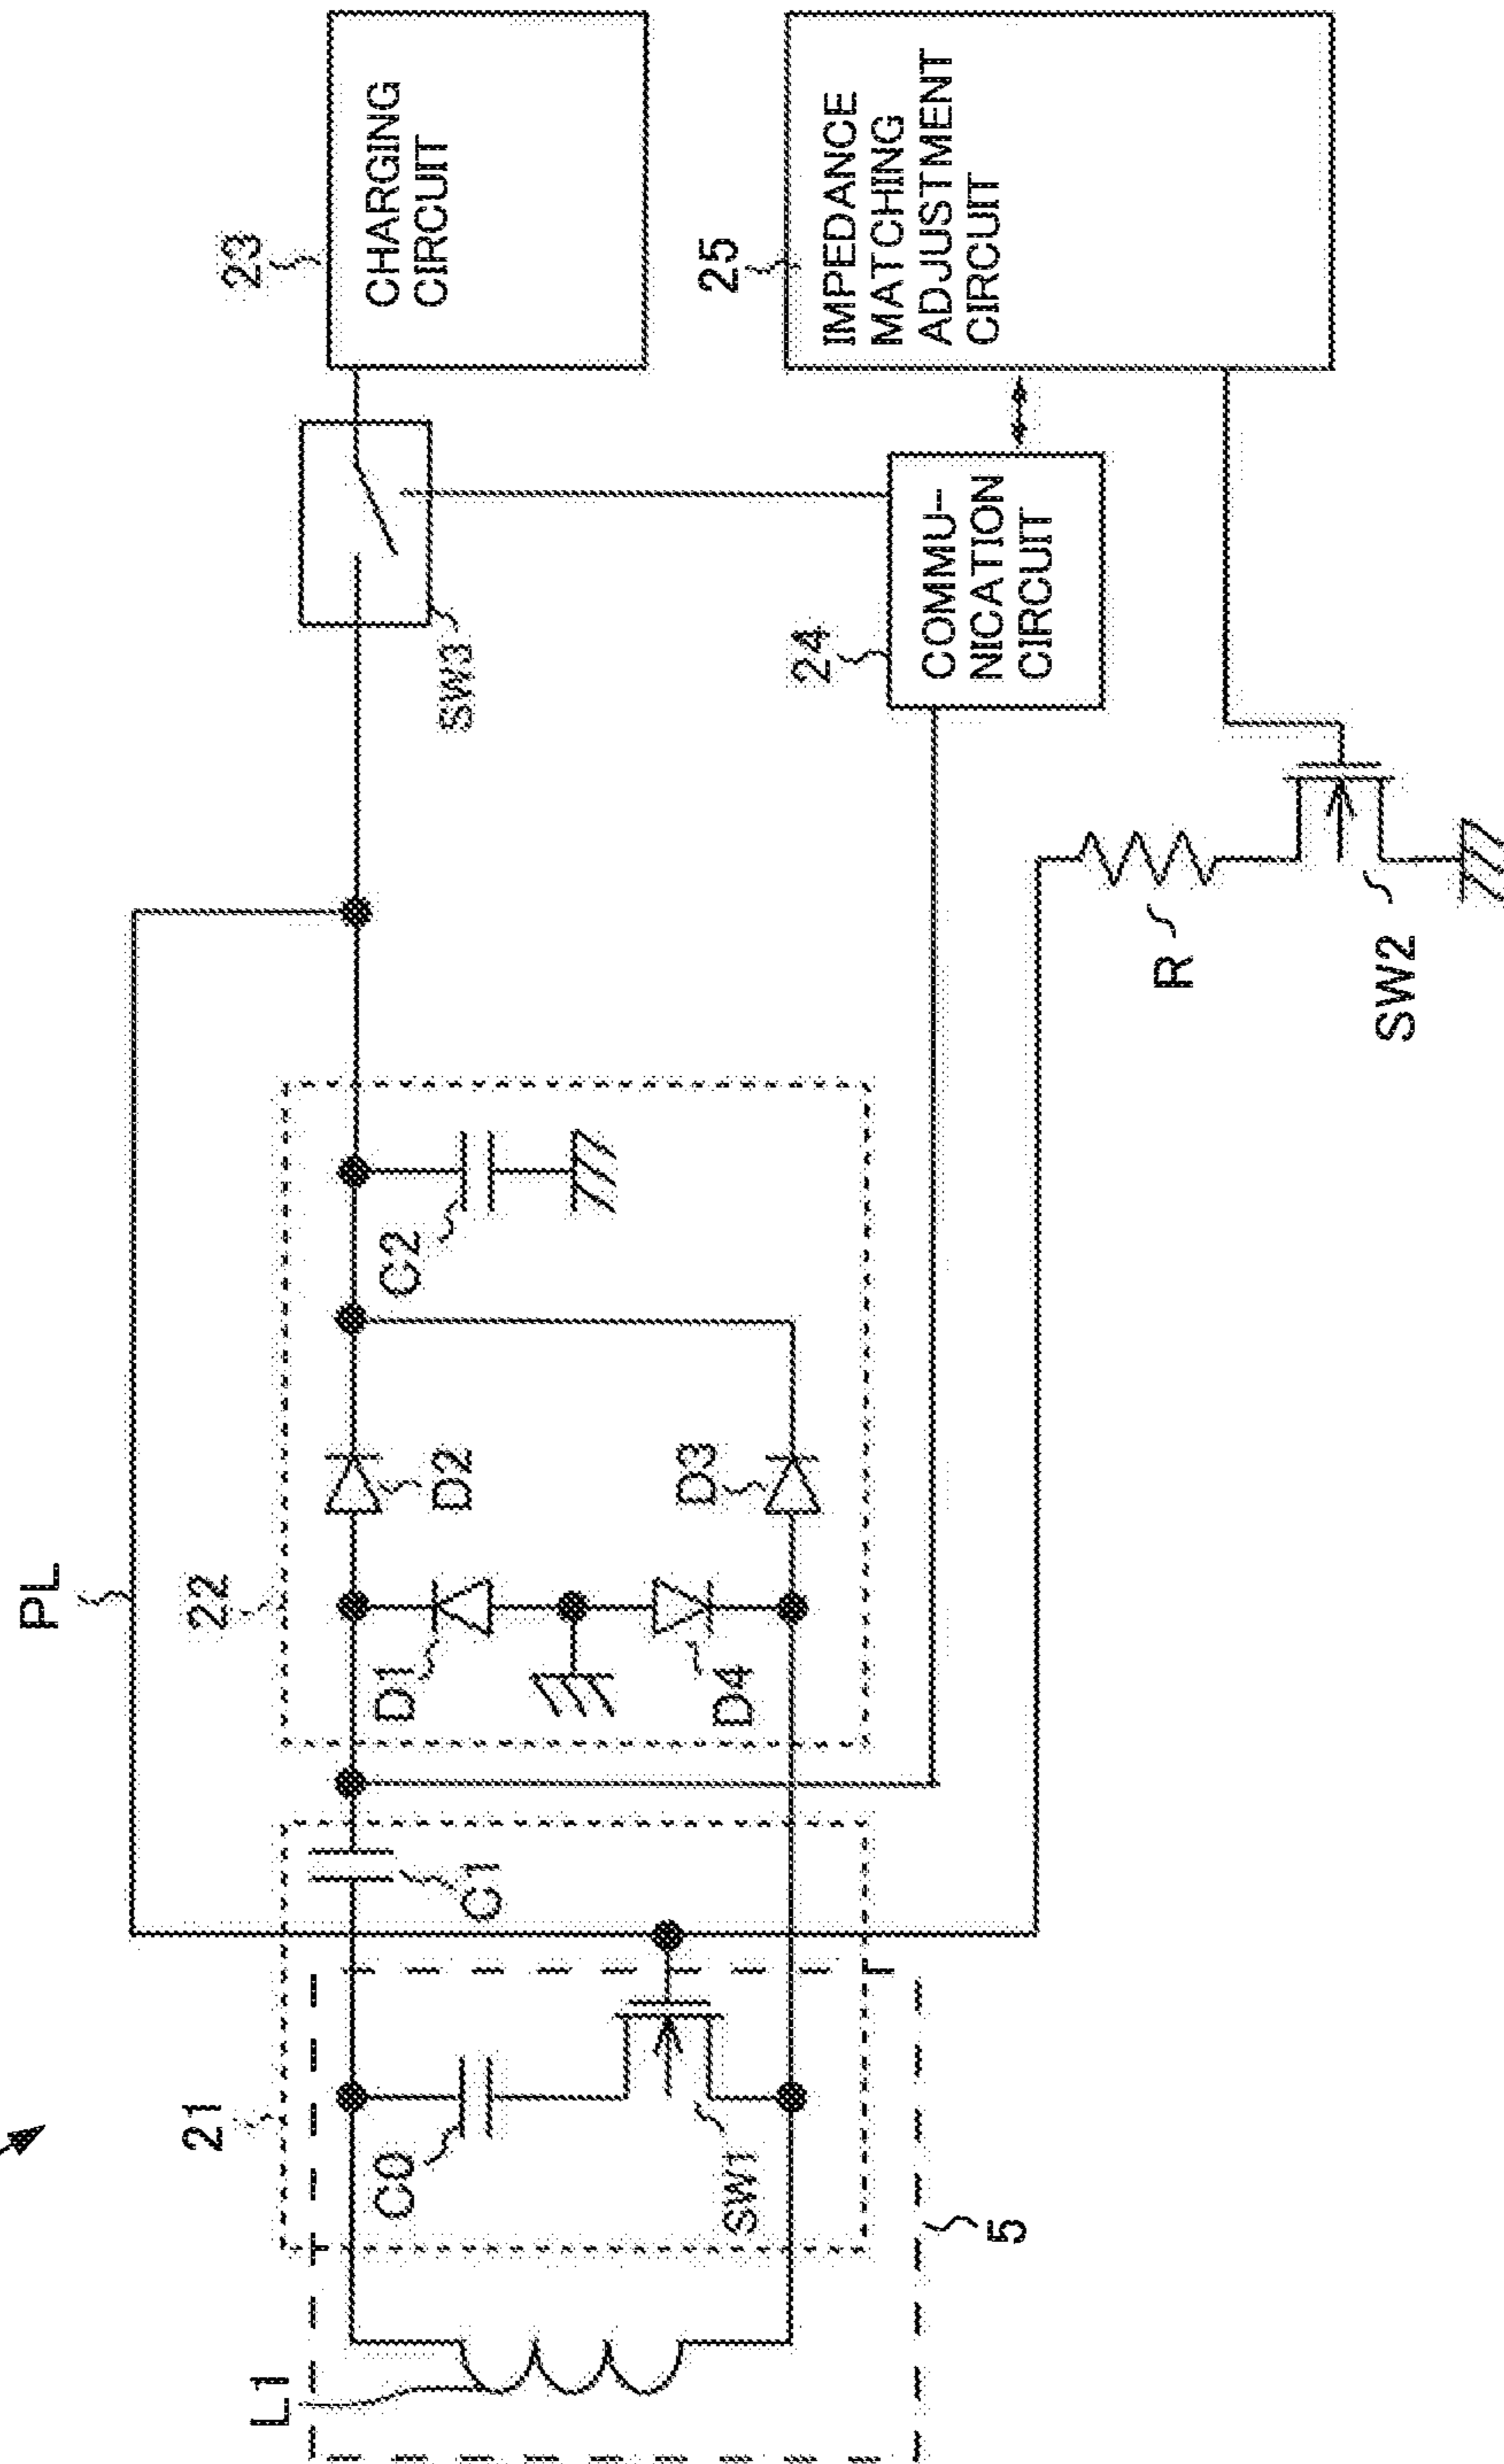 PL
23
CHARGING
CIRCUIT
SW3
25
IMPEDANCE
MATCHING
ADJUSTMENT
CIRCUIT
24
COMMU-
NICATION
CIRCUIT
22
D2
D3
C2
D1
D4
21
C1
C0
SW1
L1
5
R
SW2